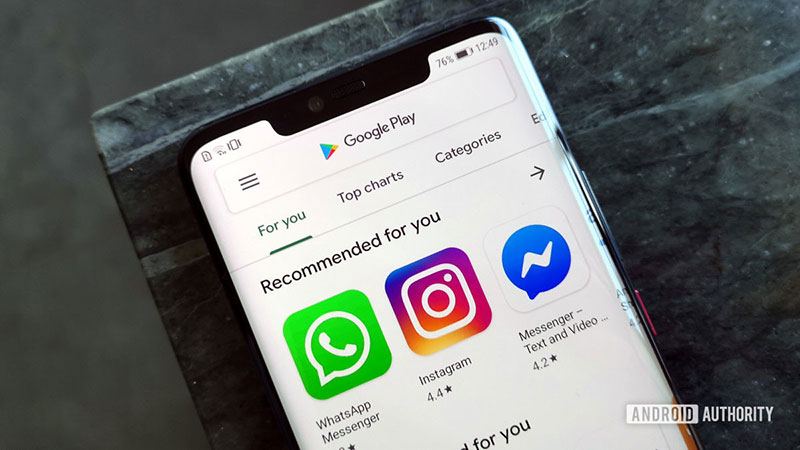 76% 12:49
Google Play
For you
Top charts
Categories
Ed
Recommended for you
WhatsApp
Messenger
Instagram
4.4★
Messenger –
Text and Video ...
4.2★
ed for you
ANDROID AUTHORITY